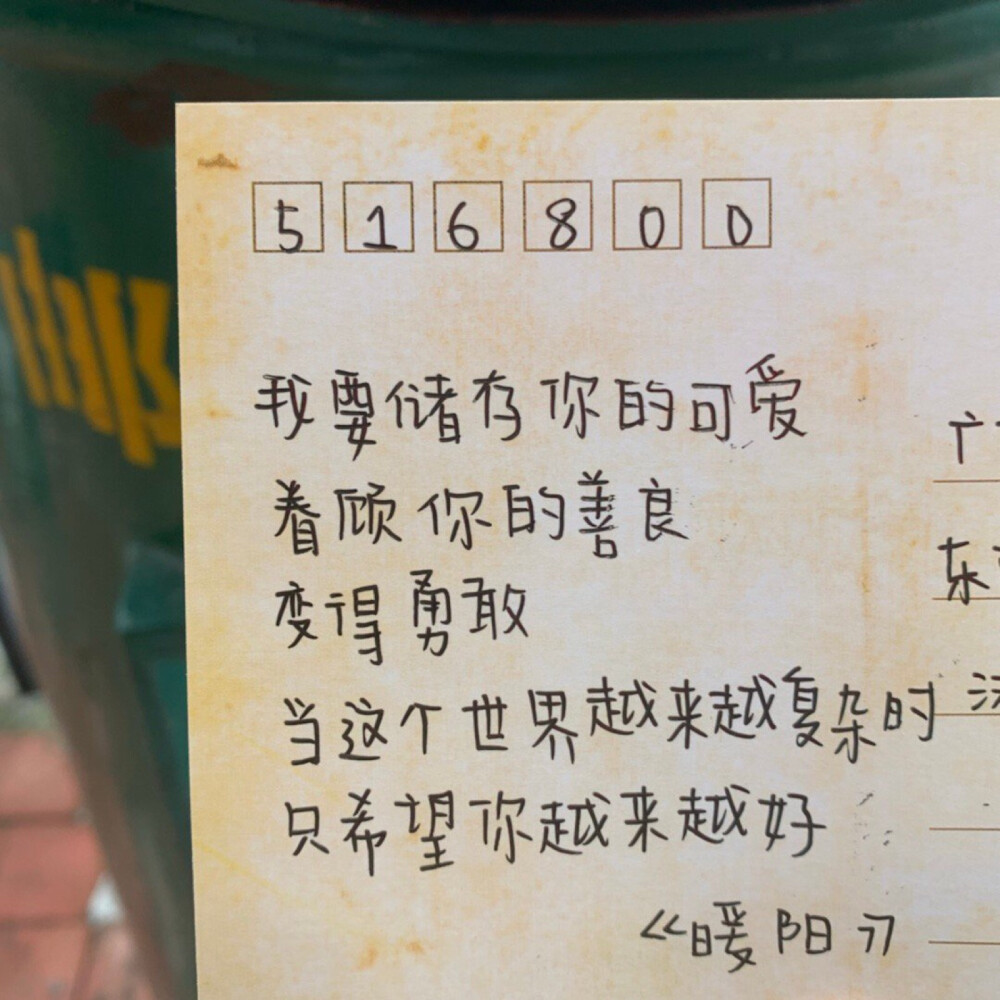 516800
我要储存你的可爱
眷顾你的善良
变得勇敢
当这个世界越来越复杂时
只希望你越来越好
《暖阳》
广
东